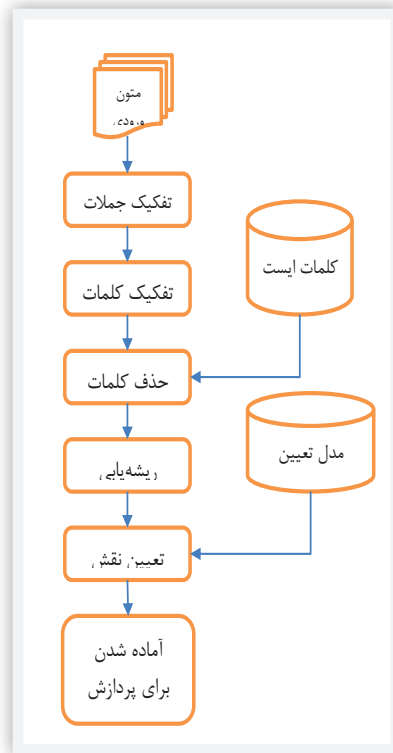 متون
ورودی
تفکیک جملات
تفکیک کلمات
کلمات ایست
حذف کلمات
مدل تعیین
ریشه‌یابی
تعیین نقش
آماده شدن
برای پردازش